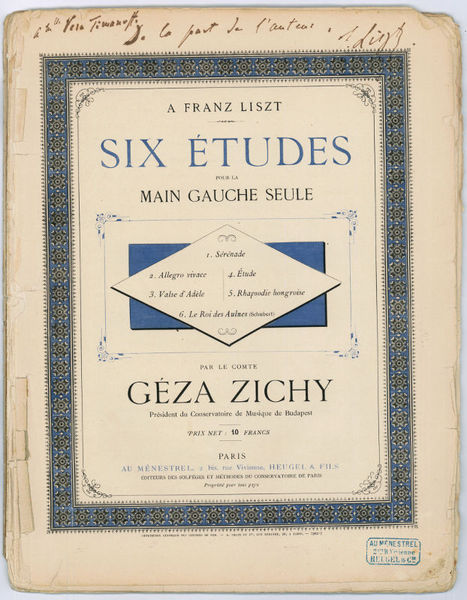 à Mlle Vera Timanoff de la part de l'auteur F. Liszt
A FRANZ LISZT
SIX ÉTUDES
POUR LA
MAIN GAUCHE SEULE
1. Sérénade
2. Allegro vivace 4. Étude
3. Valse d'Adèle 5. Rhapsodie hongroise
6. Le Roi des Aulnes (Schubert)
PAR LE COMTE
GÉZA ZICHY
Président du Conservatoire de Musique de Budapest
PRIX NET : 10 FRANCS
PARIS
AU MÉNESTREL, 2 bis, rue Vivienne, HEUGEL & FILS
ÉDITEURS DES SOLFÈGES ET MÉTHODES DU CONSERVATOIRE DE PARIS
Propriété pour tous pays
AU MÉNESTREL
2bis R. Vivienne
HEUGEL & Cie